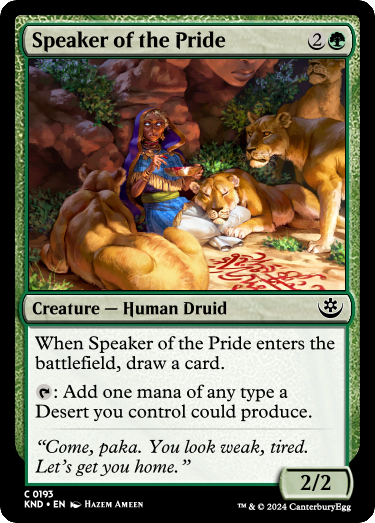 Speaker of the Pride 2
Creature — Human Druid
When Speaker of the Pride enters the
battlefield, draw a card.
: Add one mana of any type a
Desert you control could produce.
“Come, paka. You look weak, tired.
Let’s get you home.”
2/2
C 0193
KND • EN Hazem Ameen
™ & © 2024 CanterburyEgg